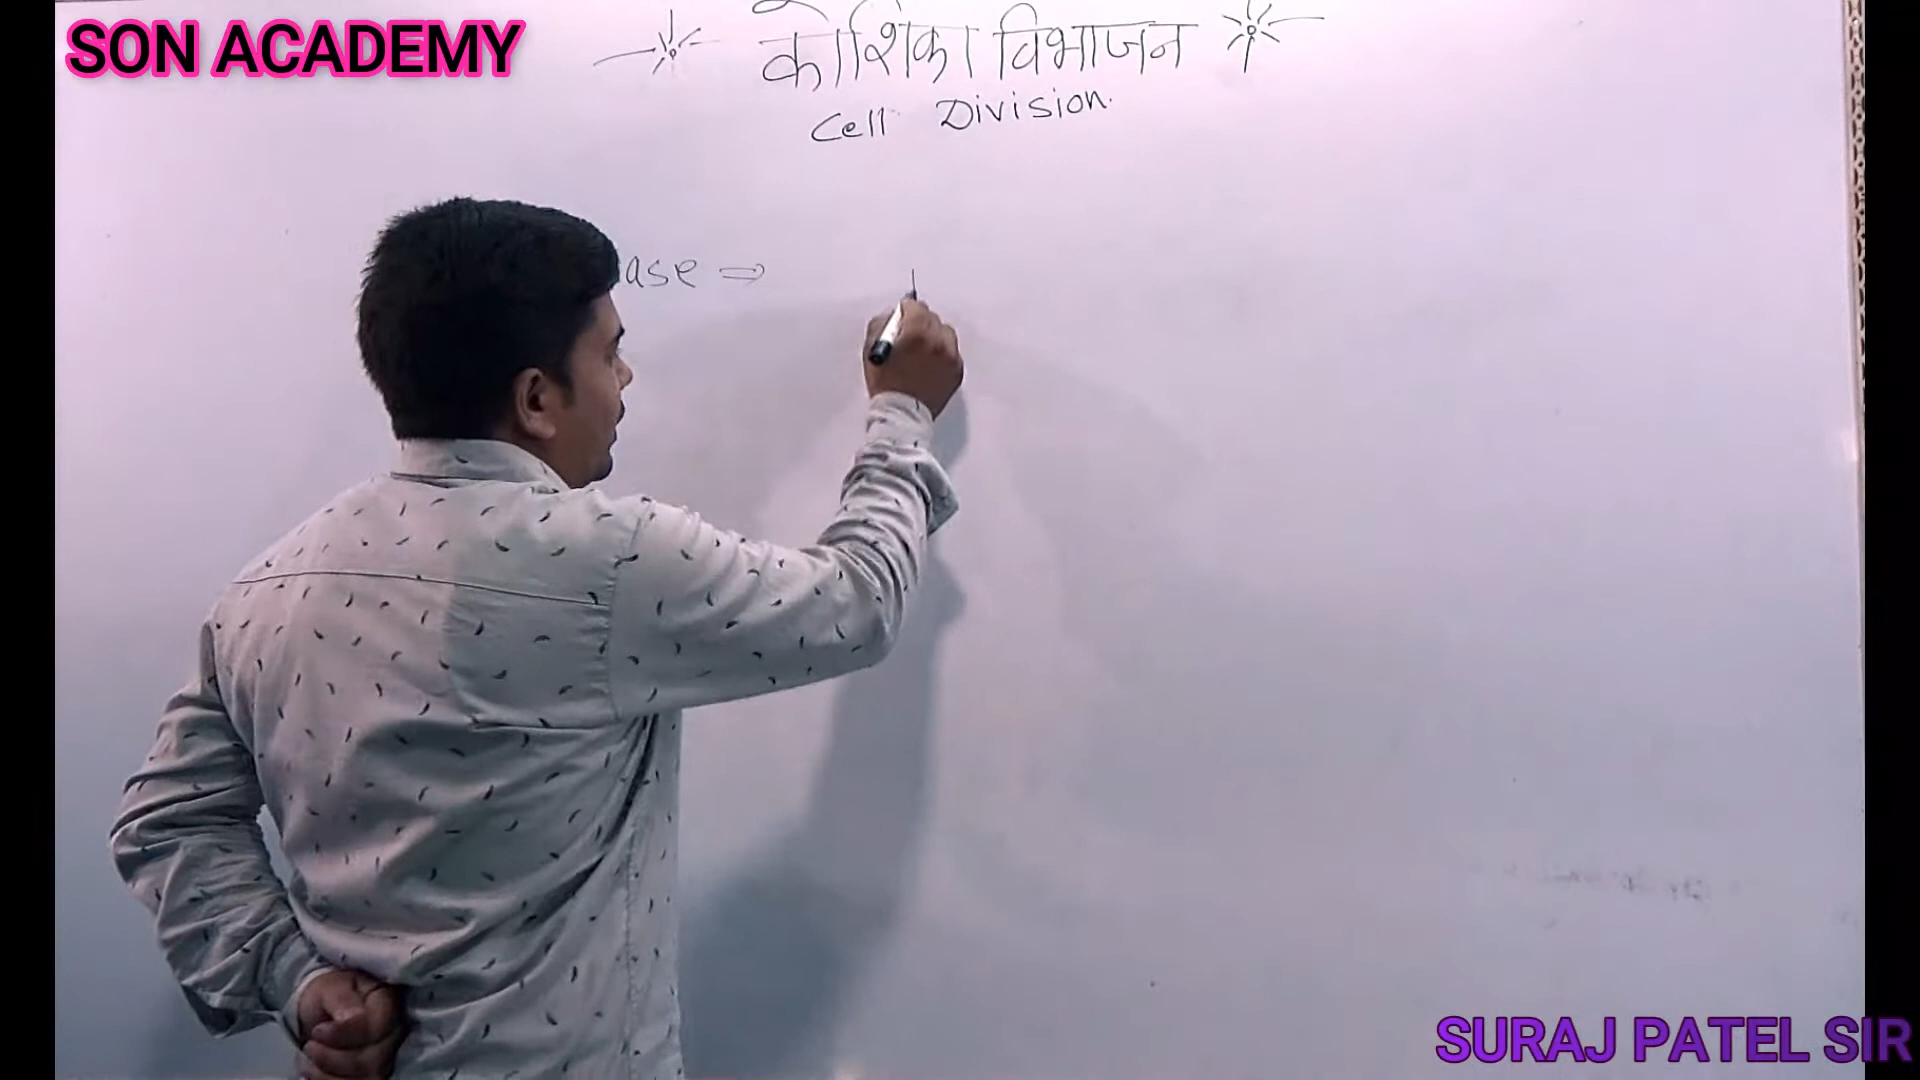 SON ACADEMY
कोशिका विभाजन
Cell Division.
ase ⇒
SURAJ PATEL SIR